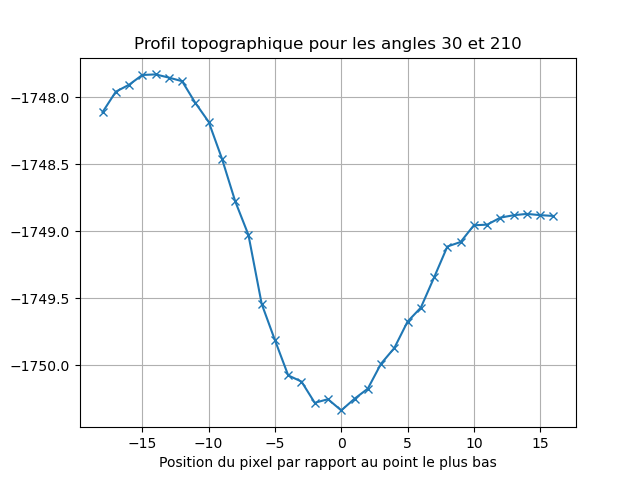 Profil topographique pour les angles 30 et 210
−1748.0
−1748.5
−1749.0
−1749.5
−1750.0
−15 −10 −5 0 5 10 15
Position du pixel par rapport au point le plus bas